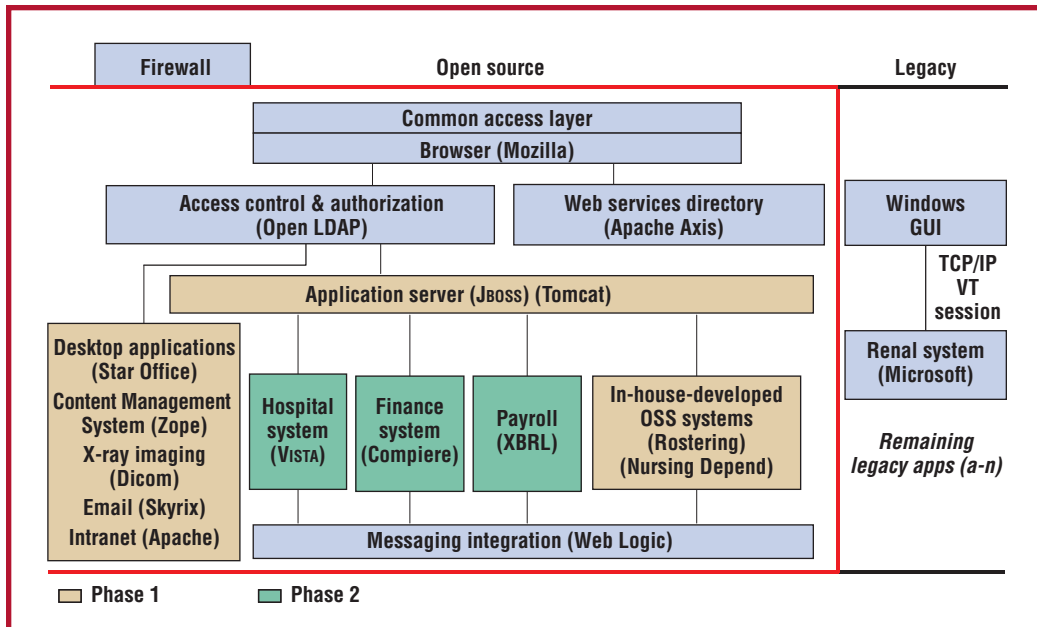 Firewall
Open source
Legacy
Common access layer
Browser (Mozilla)
Access control & authorization
(Open LDAP)
Web services directory
(Apache Axis)
Windows
GUI
TCP/IP
VT
session
Application server (JBOSS) (Tomcat)
Desktop applications
(Star Office)
Content Management
System (Zope)
X-ray imaging
(Dicom)
Email (Skyrix)
Intranet (Apache)
Hospital
system
(VISTA)
Finance
system
(Compiere)
Payroll
(XBRL)
In-house-developed
OSS systems
(Rostering)
(Nursing Depend)
Renal system
(Microsoft)
Remaining
legacy apps (a-n)
Messaging integration (Web Logic)
Phase 1
Phase 2